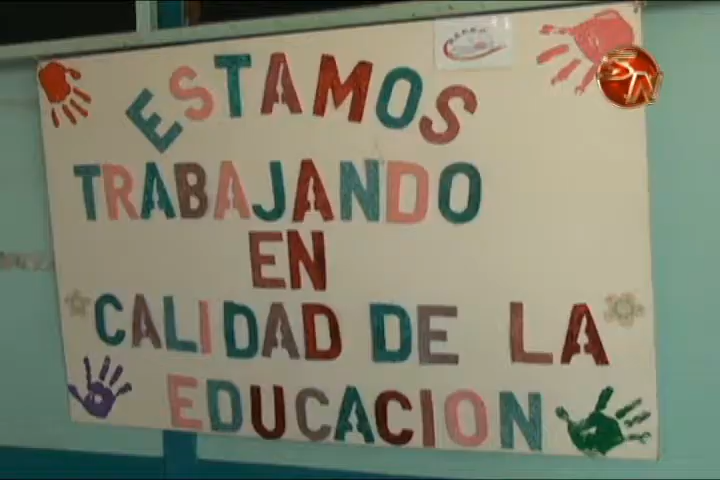 ESTAMOS
TRABAJANDO
EN
CALIDAD DE LA
EDUCACION